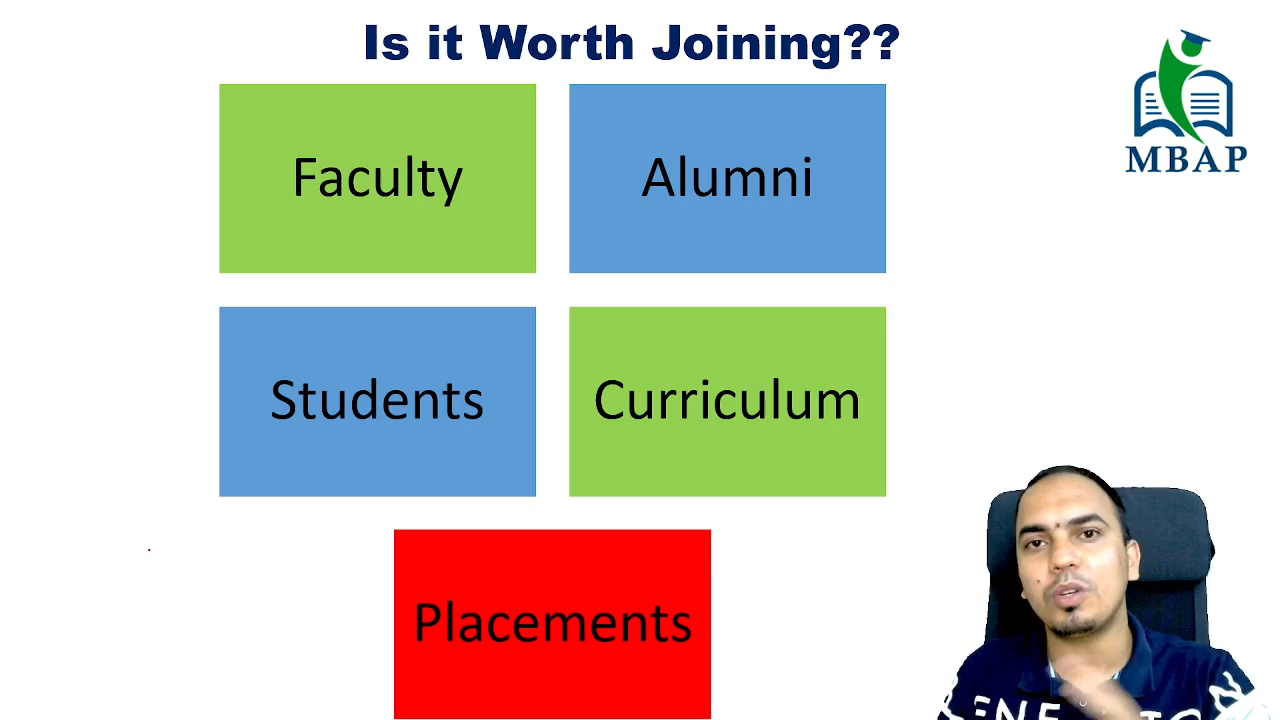 Is it Worth Joining??
MBAP
Faculty
Alumni
Students
Curriculum
Placements